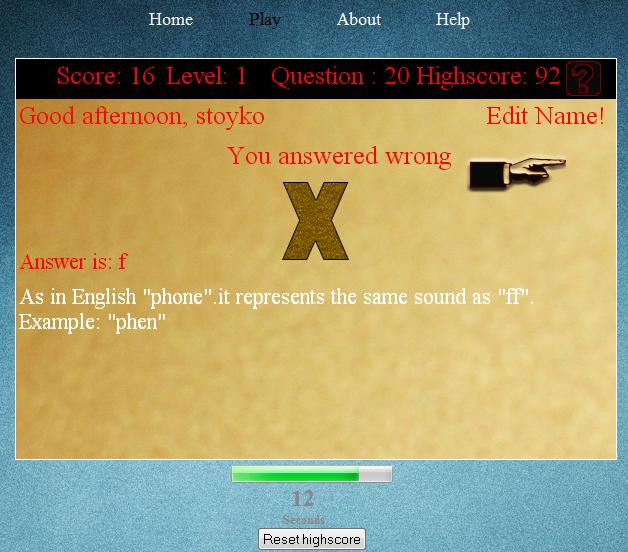 Home Play About Help
Score: 16 Level: 1 Question : 20 Highscore: 92 ?
Good afternoon, stoyko Edit Name!
You answered wrong
X
Answer is: f
As in English "phone".it represents the same sound as "ff".
Example: "phen"
12
Seconds
Reset highscore